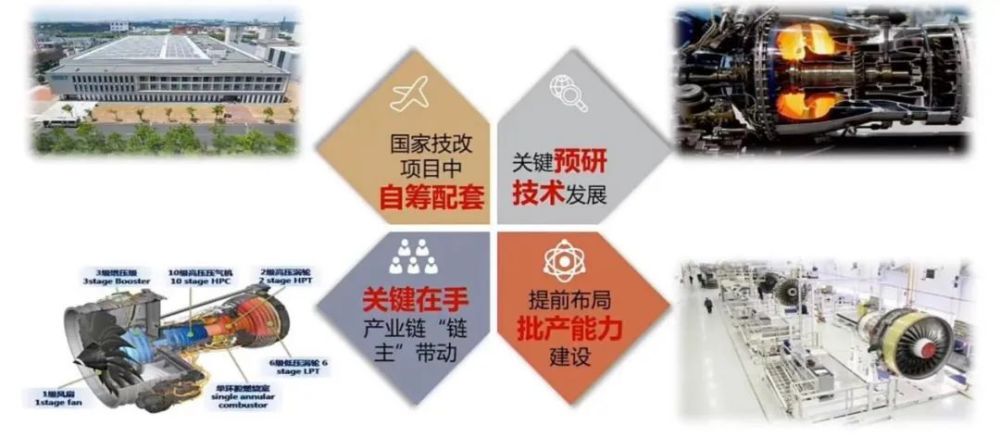 国家技改
项目中
自筹配套
关键预研
技术发展
关键在手
产业链“链
主”带动
提前布局
批产能力
建设
3级增压级
3stage Booster
10级高压压气机
10 stage HPC
2级高压涡轮
2 stage HPT
6级低压涡轮 6
stage LPT
单环腔燃烧室
single annular
combustor
1级风扇
1stage fan